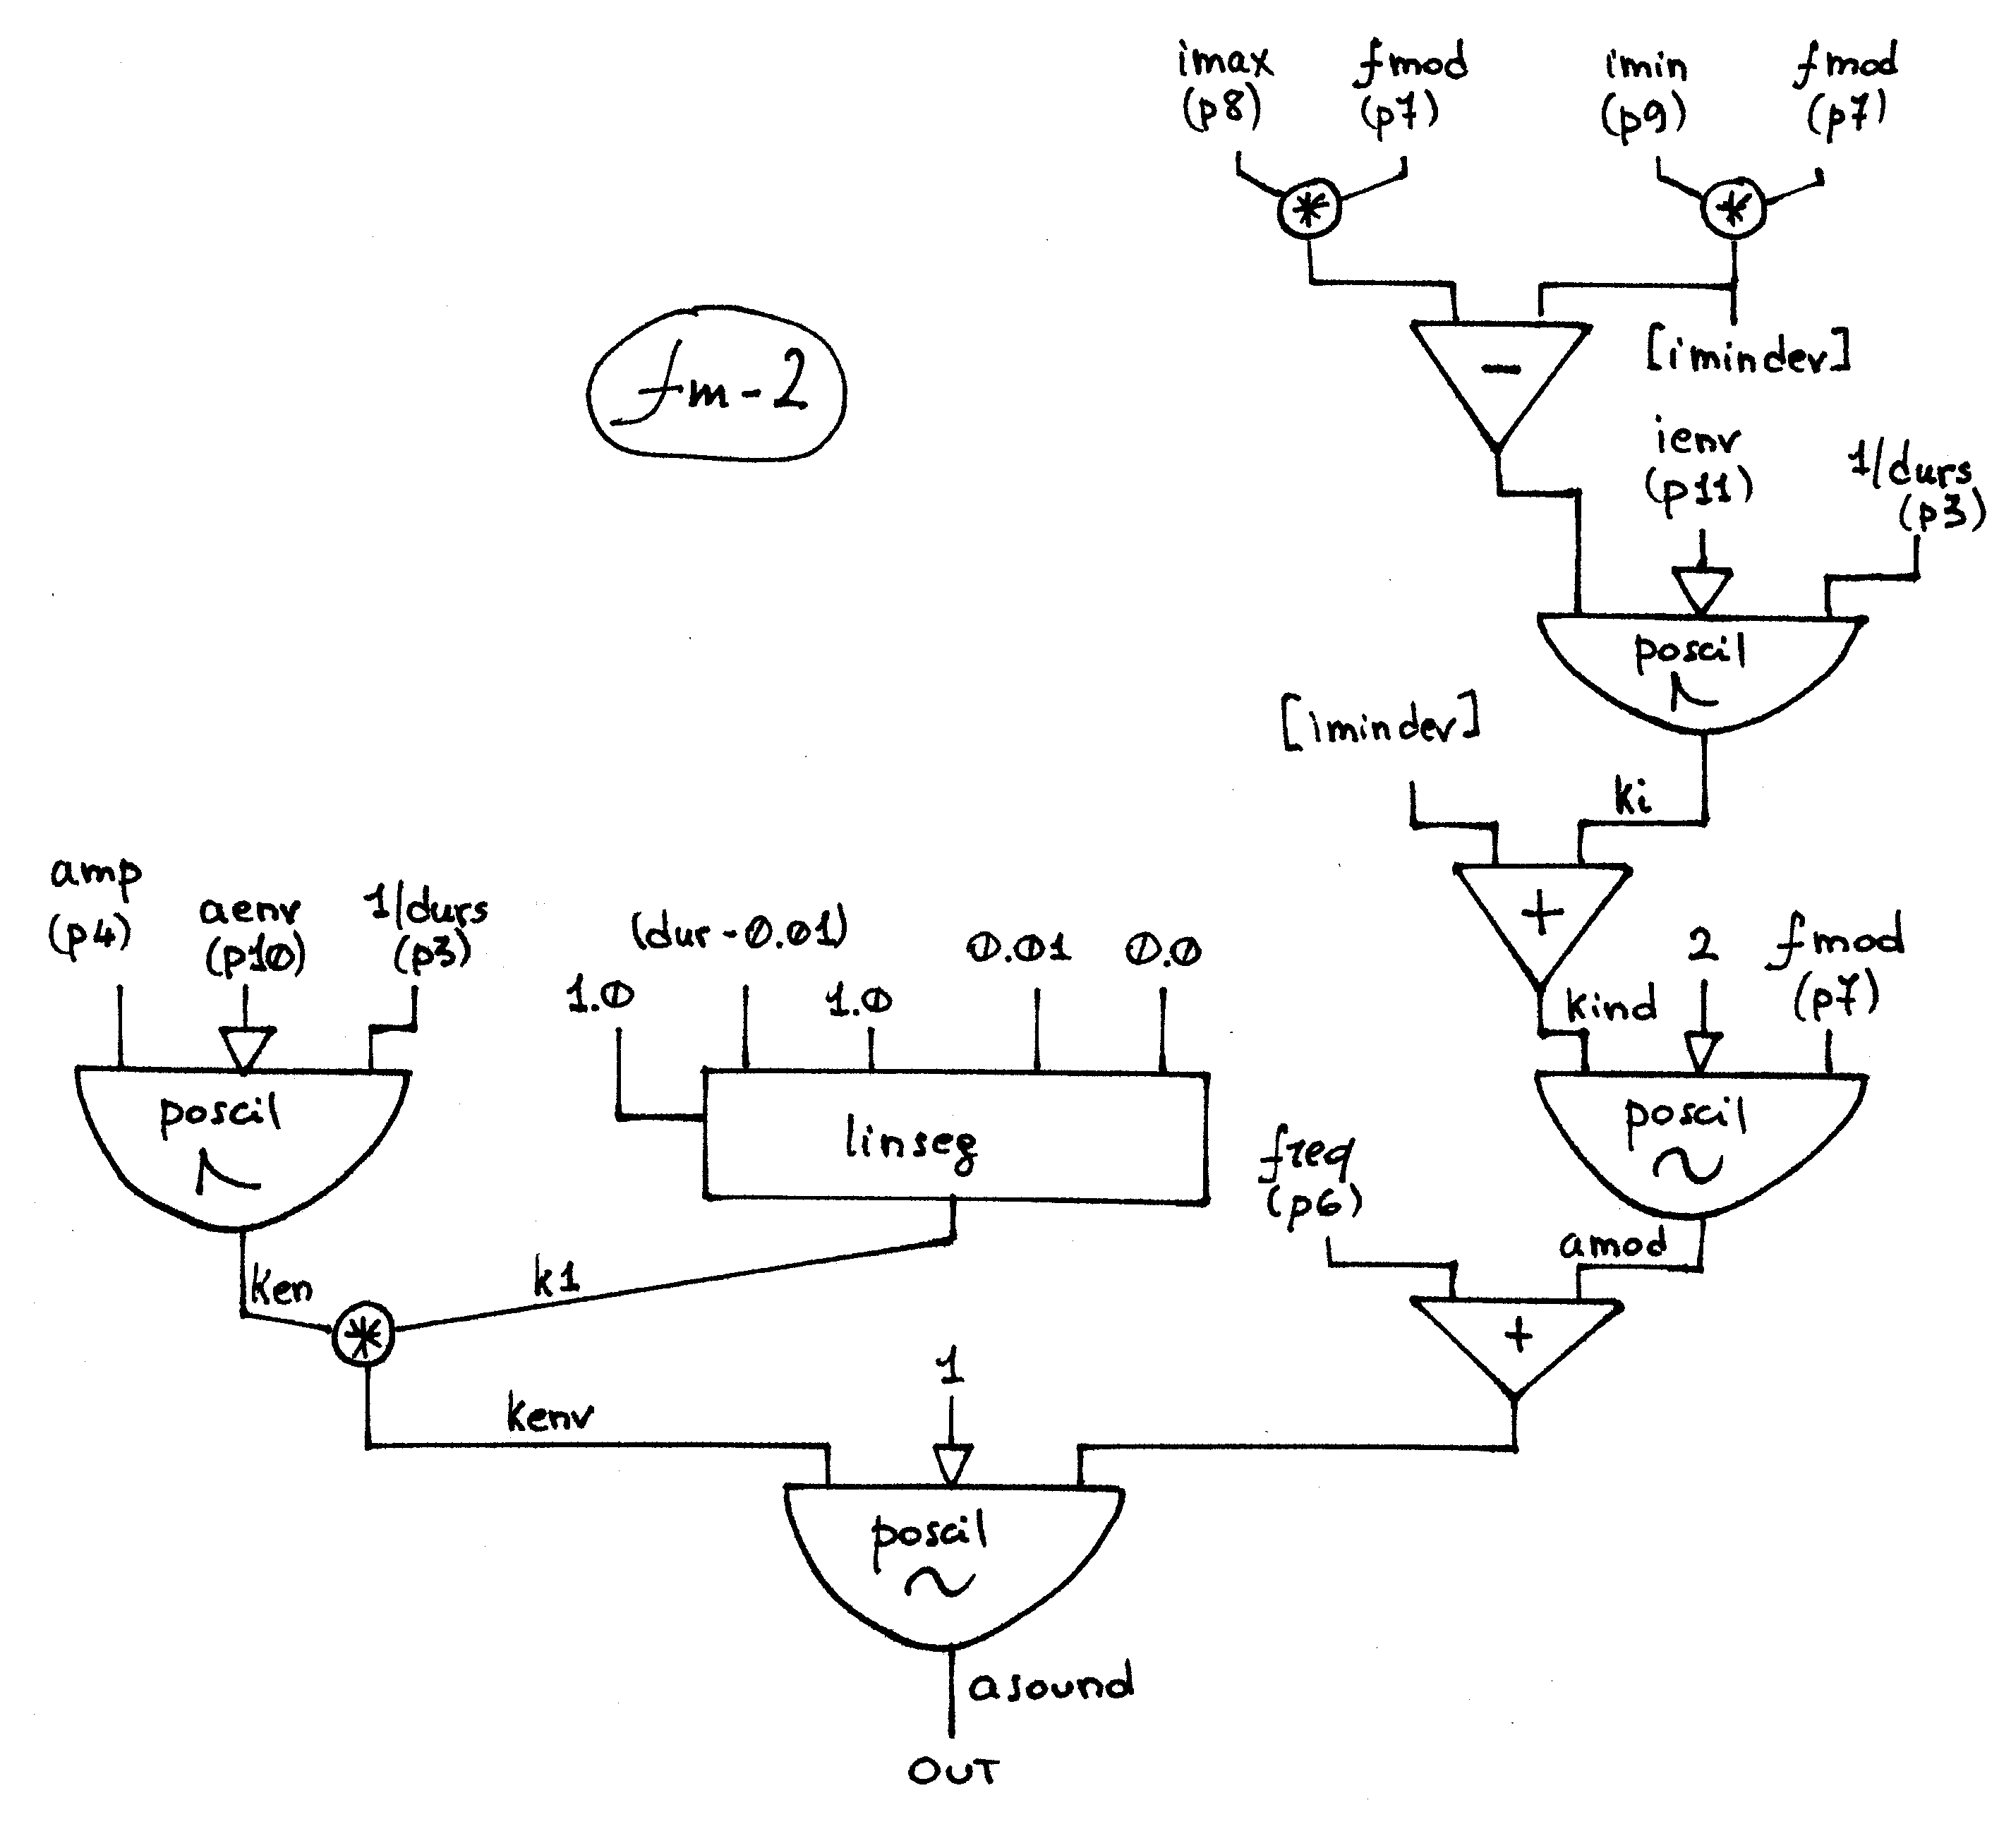 imax
(p8)
fmod
(p7)
imin
(p9)
fmod
(p7)
*
*
fm-2
-
[imindev]
ienv
(p11)
1/durs
(p3)
poscil
[imindev]
ki
+
amp
(p4)
aenv
(p10)
1/durs
(p3)
1.0
(dur-0.01)
1.0
0.01
0.0
kind
2
fmod
(p7)
poscil
linseg
poscil
freq
(p6)
amod
ken
k1
*
+
kenv
1
poscil
asound
OUT